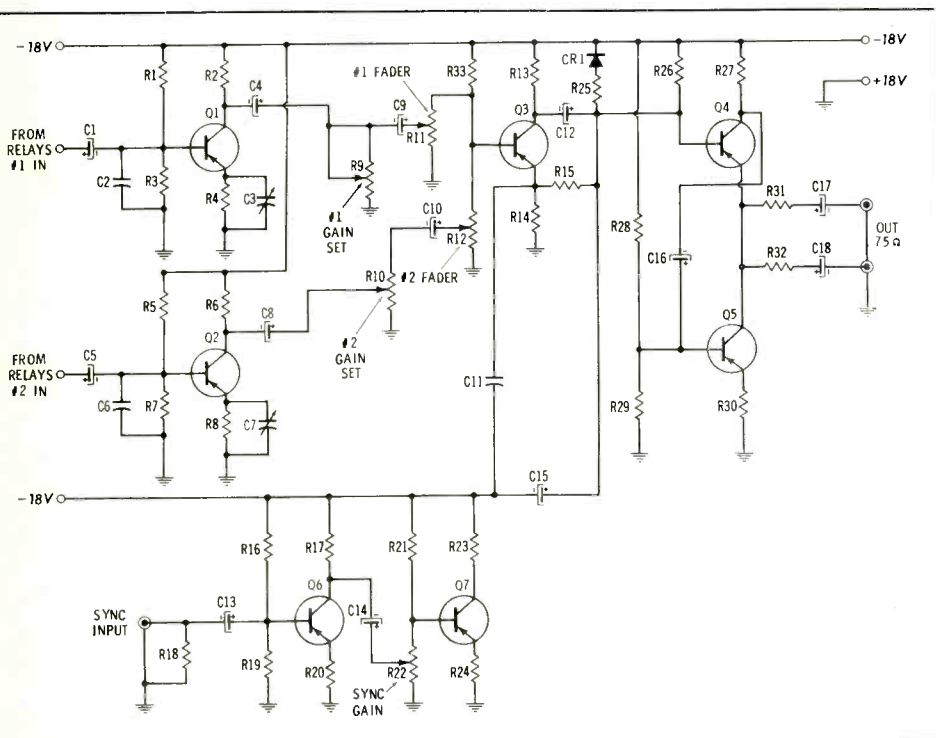 -18V
-18V
+18V
R1
R2
C4
#1 FADER
R33
R13
CR1
R25
R26
R27
Q1
C9
Q3
C12
Q4
FROM
RELAYS
#1 IN
C1
R11
C2
R3
R4
C3
R9
R15
#1
GAIN
SET
C10
R14
R12
R28
C16
R31
C17
OUT
75 Ω
R32
C18
R5
R6
C8
R10
#2 FADER
Q2
#2
GAIN
SET
Q5
FROM
RELAYS
#2 IN
C5
C6
R7
R8
C7
C11
R29
R30
-18V
C15
R16
R17
R21
R23
Q6
Q7
SYNC
INPUT
C13
C14
R18
R19
R20
R22
R24
SYNC
GAIN